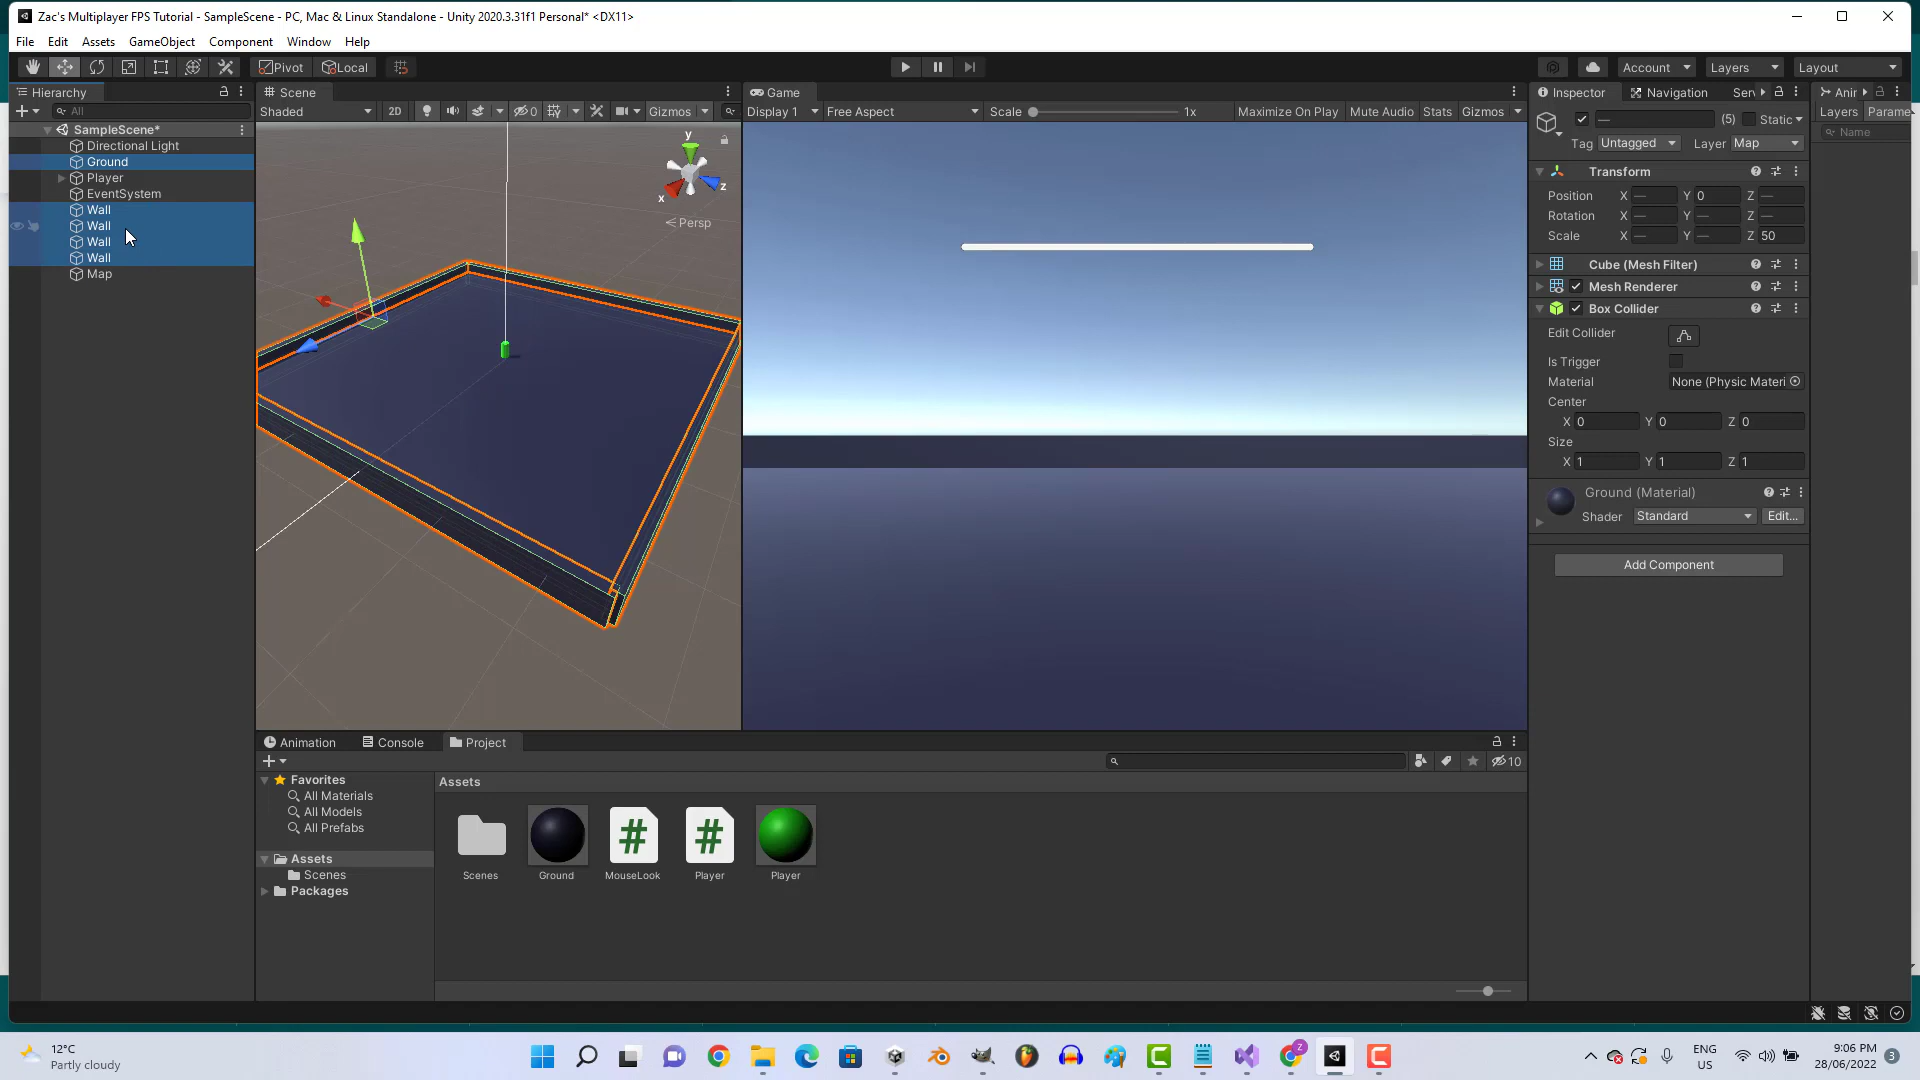 Zac's Multiplayer FPS Tutorial - SampleScene - PC, Mac & Linux Standalone - Unity 2020.3.31f1 Personal* <DX11>
File Edit Assets GameObject Component Window Help
Pivot Local Account Layers Layout
Hierarchy Scene Game Inspector Navigation Serv Anir
All Shaded 2D 0 Gizmos Display 1 Free Aspect Scale 1x Maximize On Play Mute Audio Stats Gizmos Layers Parame
SampleScene*
Directional Light
Ground
Player
EventSystem
Wall
Wall
Wall
Wall
Map
y
x
z
Persp
— (5) Static
Tag Untagged Layer Map
Transform
Position X — Y 0 Z —
Rotation X — Y — Z —
Scale X — Y — Z 50
Cube (Mesh Filter)
Mesh Renderer
Box Collider
Edit Collider
Is Trigger
Material None (Physic Materi
Center
X 0 Y 0 Z 0
Size
X 1 Y 1 Z 1
Ground (Material)
Shader Standard Edit...
Add Component
Name
Animation Console Project
10
Favorites
All Materials
All Models
All Prefabs
Assets
Scenes
Packages
Assets
Scenes Ground MouseLook Player Player
12°C
Partly cloudy
Z
ENG
US
9:06 PM
28/06/2022
3